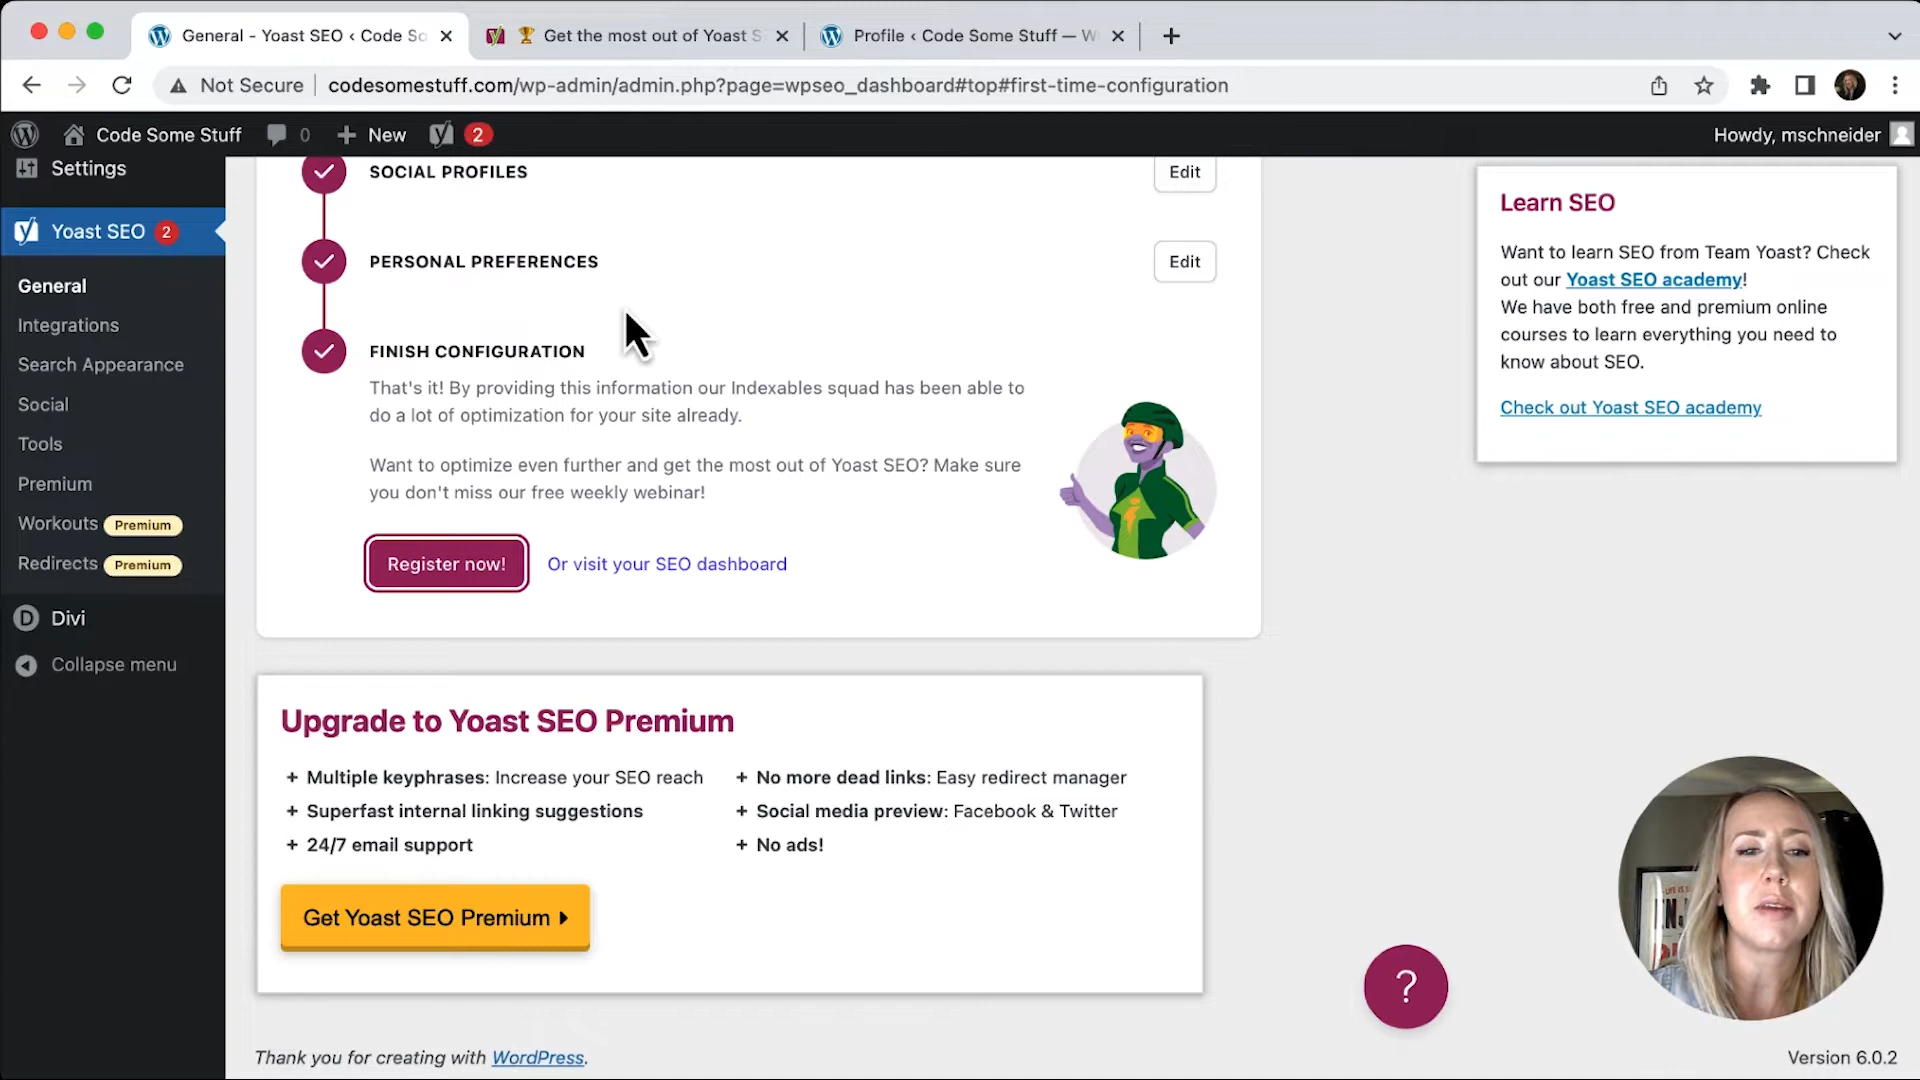 General - Yoast SEO ‹ Code So
Get the most out of Yoast S
Profile ‹ Code Some Stuff — W
Not Secure
codesomestuff.com/wp-admin/admin.php?page=wpseo_dashboard#top#first-time-configuration
Code Some Stuff
0
New
2
Howdy, mschneider
Settings
Yoast SEO 2
General
Integrations
Search Appearance
Social
Tools
Premium
Workouts Premium
Redirects Premium
Divi
Collapse menu
SOCIAL PROFILES
Edit
PERSONAL PREFERENCES
Edit
FINISH CONFIGURATION
That's it! By providing this information our Indexables squad has been able to
do a lot of optimization for your site already.
Want to optimize even further and get the most out of Yoast SEO? Make sure
you don't miss our free weekly webinar!
Register now!
Or visit your SEO dashboard
Learn SEO
Want to learn SEO from Team Yoast? Check
out our Yoast SEO academy!
We have both free and premium online
courses to learn everything you need to
know about SEO.
Check out Yoast SEO academy
Upgrade to Yoast SEO Premium
+ Multiple keyphrases: Increase your SEO reach
+ Superfast internal linking suggestions
+ 24/7 email support
+ No more dead links: Easy redirect manager
+ Social media preview: Facebook & Twitter
+ No ads!
Get Yoast SEO Premium
?
Thank you for creating with WordPress.
Version 6.0.2